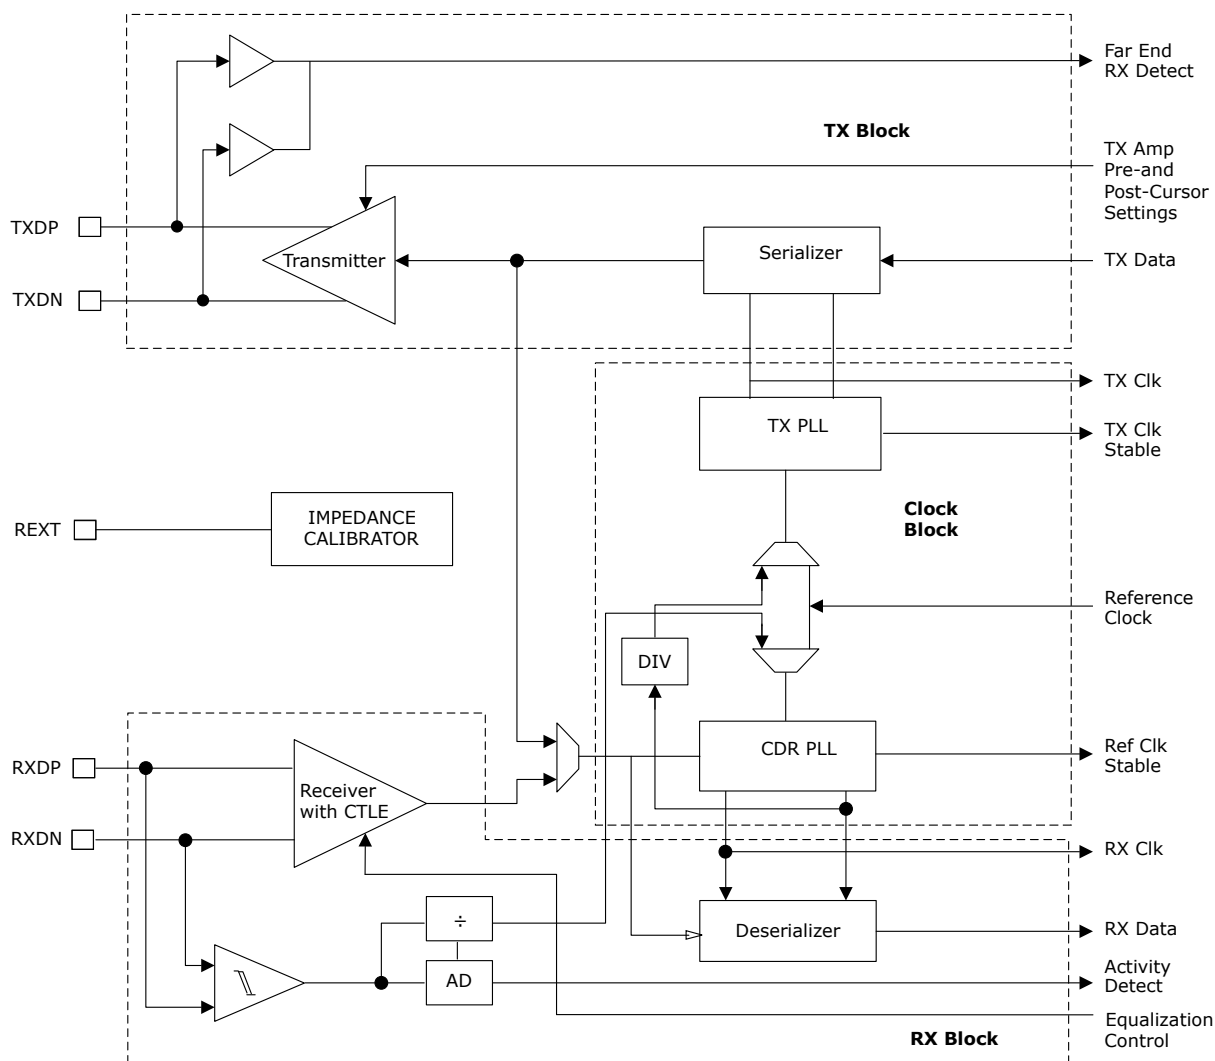 Far End
RX Detect
TX Block
TX Amp
Pre-and
Post-Cursor
Settings
TXDP
Transmitter
Serializer
TX Data
TXDN
TX Clk
TX PLL
TX Clk
Stable
Clock
Block
REXT
IMPEDANCE
CALIBRATOR
Reference
Clock
DIV
RXDP
Receiver
with CTLE
CDR PLL
Ref Clk
Stable
RXDN
RX Clk
÷
Deserializer
RX Data
AD
Activity
Detect
RX Block
Equalization
Control